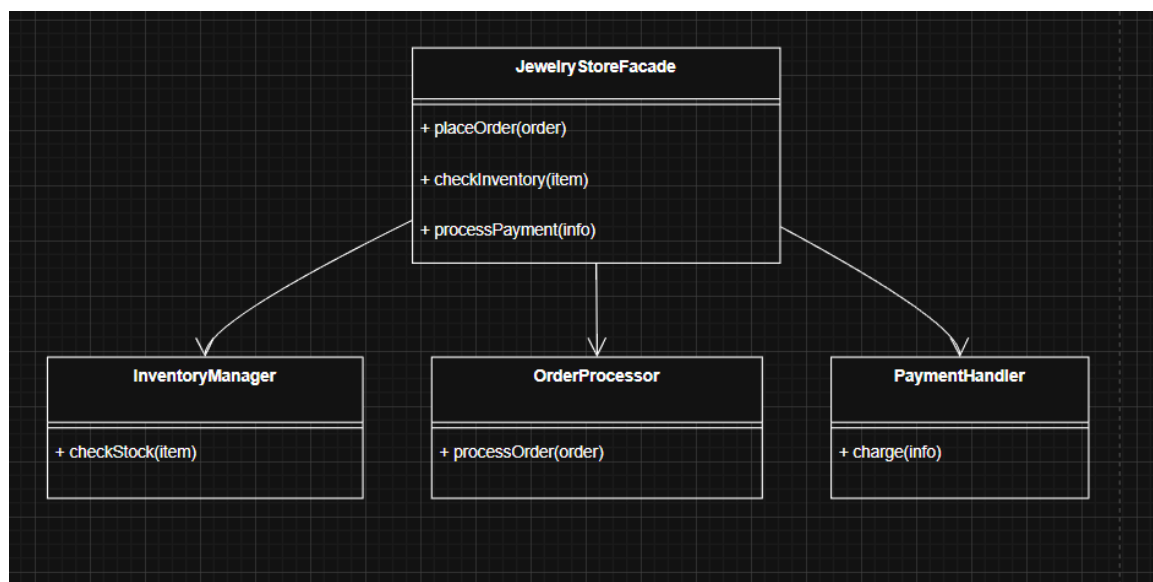 JewelryStoreFacade
+ placeOrder(order)
+ checkInventory(item)
+ processPayment(info)
InventoryManager
+ checkStock(item)
OrderProcessor
+ processOrder(order)
PaymentHandler
+ charge(info)